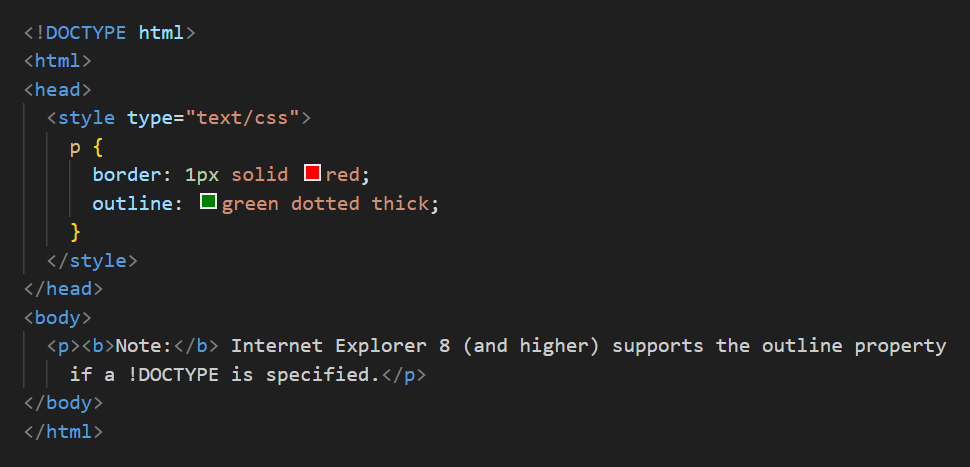 <!DOCTYPE html>
<html>
<head>
  <style type="text/css">
    p {
      border: 1px solid red;
      outline: green dotted thick;
    }
  </style>
</head>
<body>
  <p><b>Note:</b> Internet Explorer 8 (and higher) supports the outline property
    if a !DOCTYPE is specified.</p>
</body>
</html>